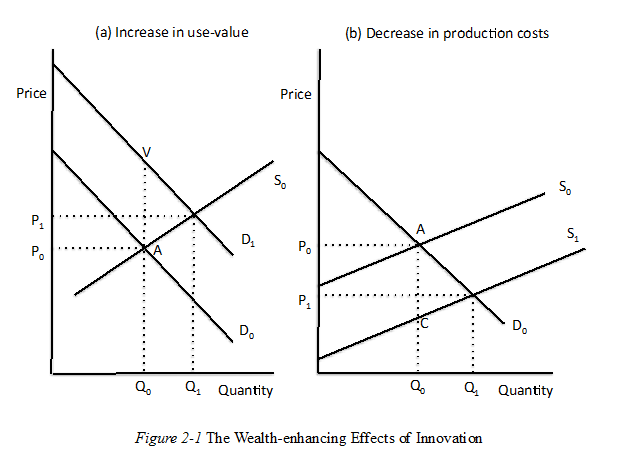 (a) Increase in use-value
(b) Decrease in production costs
Price
V
S₀
P₁
P₀
A
D₁
D₀
Q₀
Q₁
Quantity
Price
S₀
A
S₁
P₀
P₁
C
D₀
Q₀
Q₁
Quantity
Figure 2-1 The Wealth-enhancing Effects of Innovation